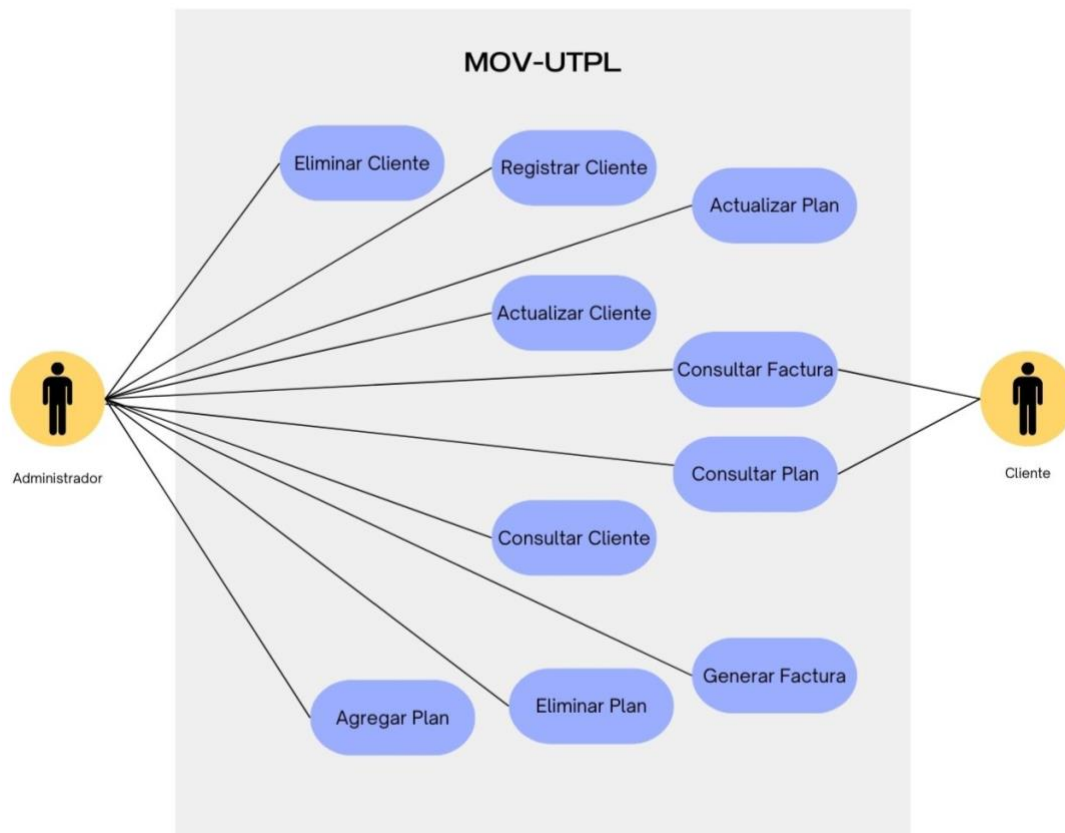 MOV-UTPL
Eliminar Cliente
Registrar Cliente
Actualizar Plan
Actualizar Cliente
Consultar Factura
Administrador
Consultar Plan
Cliente
Consultar Cliente
Generar Factura
Eliminar Plan
Agregar Plan